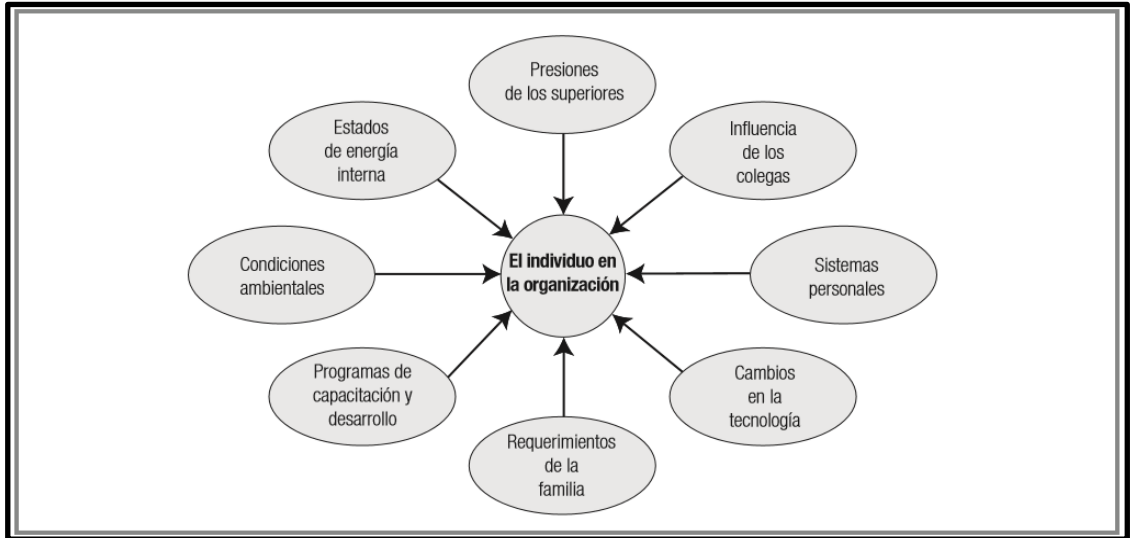 Presiones
de los superiores
Estados
de energía
interna
Influencia
de los
colegas
Condiciones
ambientales
El individuo en
la organización
Sistemas
personales
Programas de
capacitación y
desarrollo
Cambios
en la
tecnología
Requerimientos
de la
familia